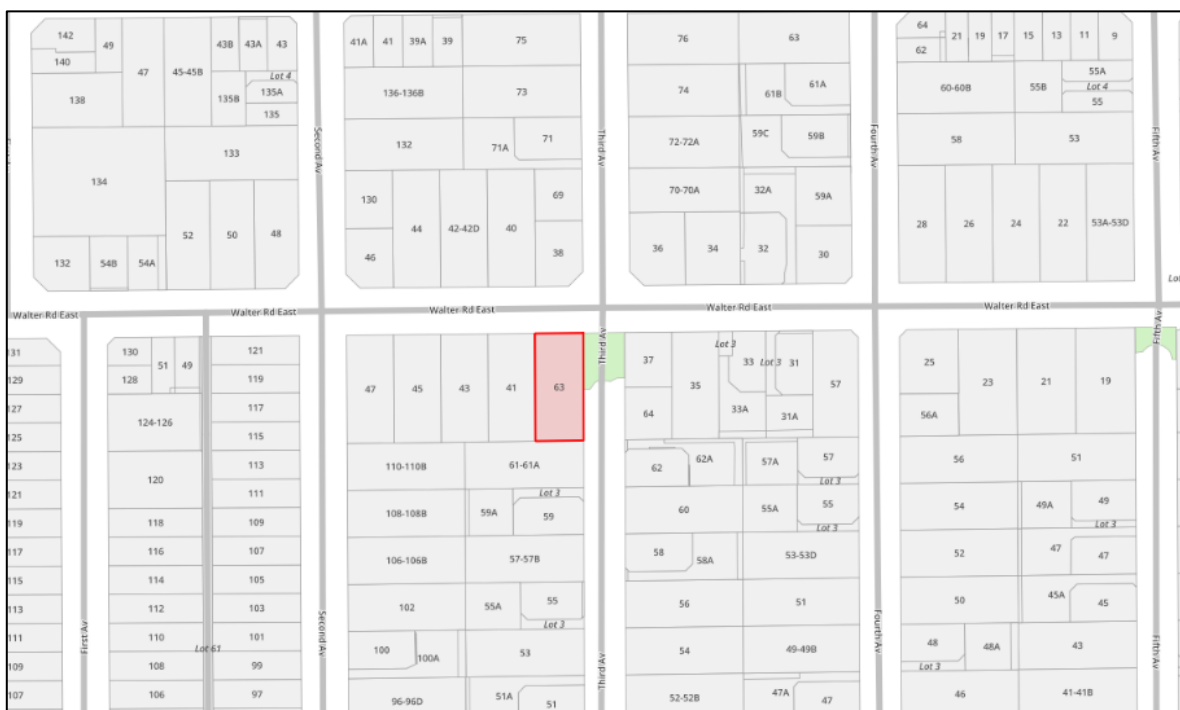 142 49 43B 43A 43 41A 41 39A 39 75 76 63 64 21 19 17 15 13 11 9
140 47 45-45B 62
Lot 4 136-136B 73 74 61B 61A 60-60B 55B 55A
138 135B 135A Lot 4
135 55
132 71A 71 72-72A 59C 59B 58 53
133
134
130 69 70-70A 32A 59A
44 42-42D 40 28 26 24 22 53A-53D
52 50 48
132 54B 54A 46 38 36 34 32 30
Second Av Third Av Fourth Av Fifth Av
Lot
Walter Rd East Walter Rd East Walter Rd East Walter Rd East Walter Rd East
Fifth Av
Third Av
131 130 51 49 121 37 Lot 3 33 Lot 3 31 25
129 128 119 47 45 43 41 63 35 57 23 21 19
127 117 64 33A 31A 56A
125 124-126 115
123 113 110-110B 61-61A 62 62A 57A 57 56 51
121 120 111 Lot 3 Lot 3
119 118 109 108-108B 59A 59 60 55A 55 54 49A 49
Lot 3 Lot 3
117 116 107 106-106B 57-57B 58 58A 53-53D 52 47 47
115 114 105 102 55A 55 56 51 50 45A 45
113 112 103
Lot 3
111 110 101 100 100A 53 54 49-49B 48 48A 43
Lot 61
109 108 99 Lot 3
107 106 97 96-96D 51A 51 52-52B 47A 47 46 41-41B
First Av Second Av Third Av Fourth Av Fifth Av